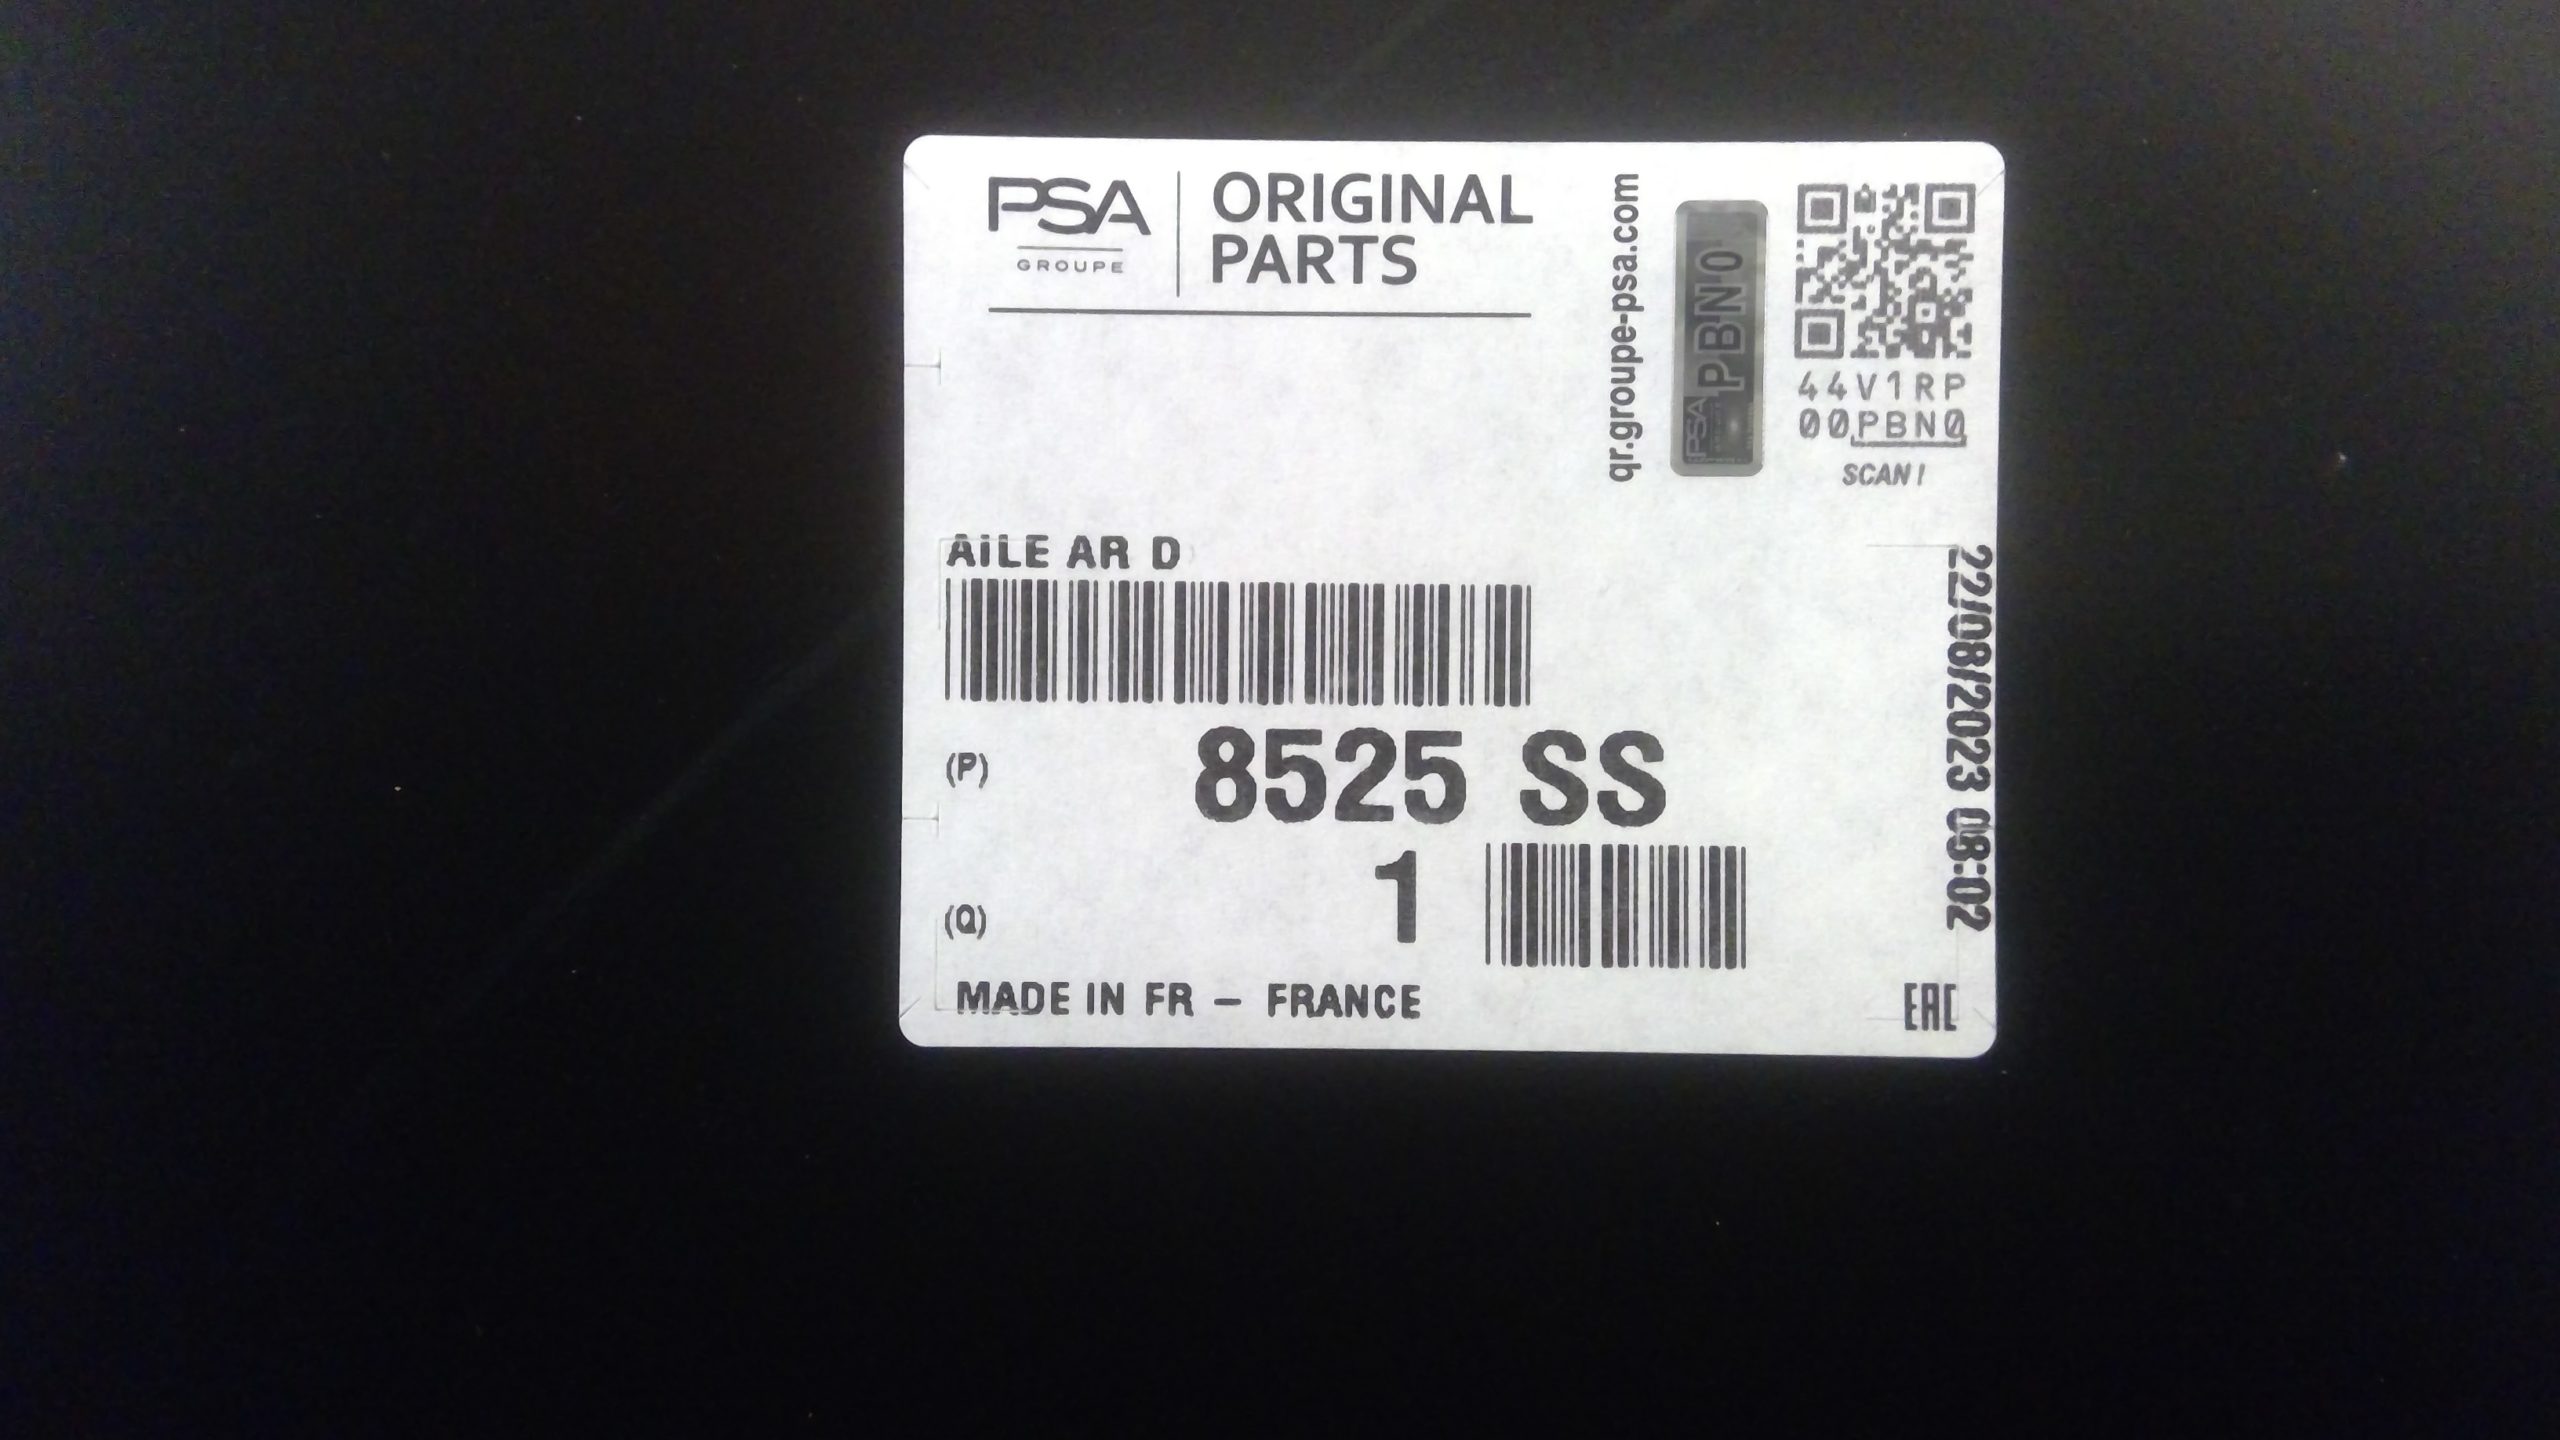 PSA
GROUPE
ORIGINAL
PARTS
qr.groupe-psa.com
PBN0
PSA
44V1RP
00PBN0
SCAN!
AiLE AR D
(P) 8525 SS
(Q) 1
22/08/2023 08:02
MADE IN FR – FRANCE
EAC